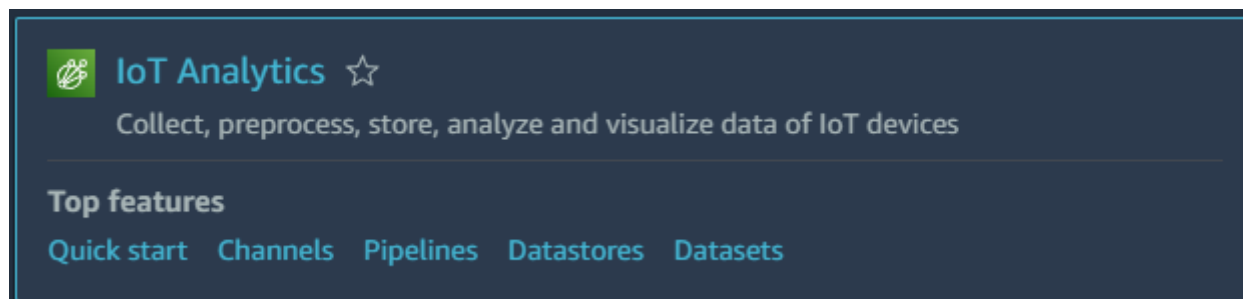 IoT Analytics
Collect, preprocess, store, analyze and visualize data of IoT devices
Top features
Quick start Channels Pipelines Datastores Datasets